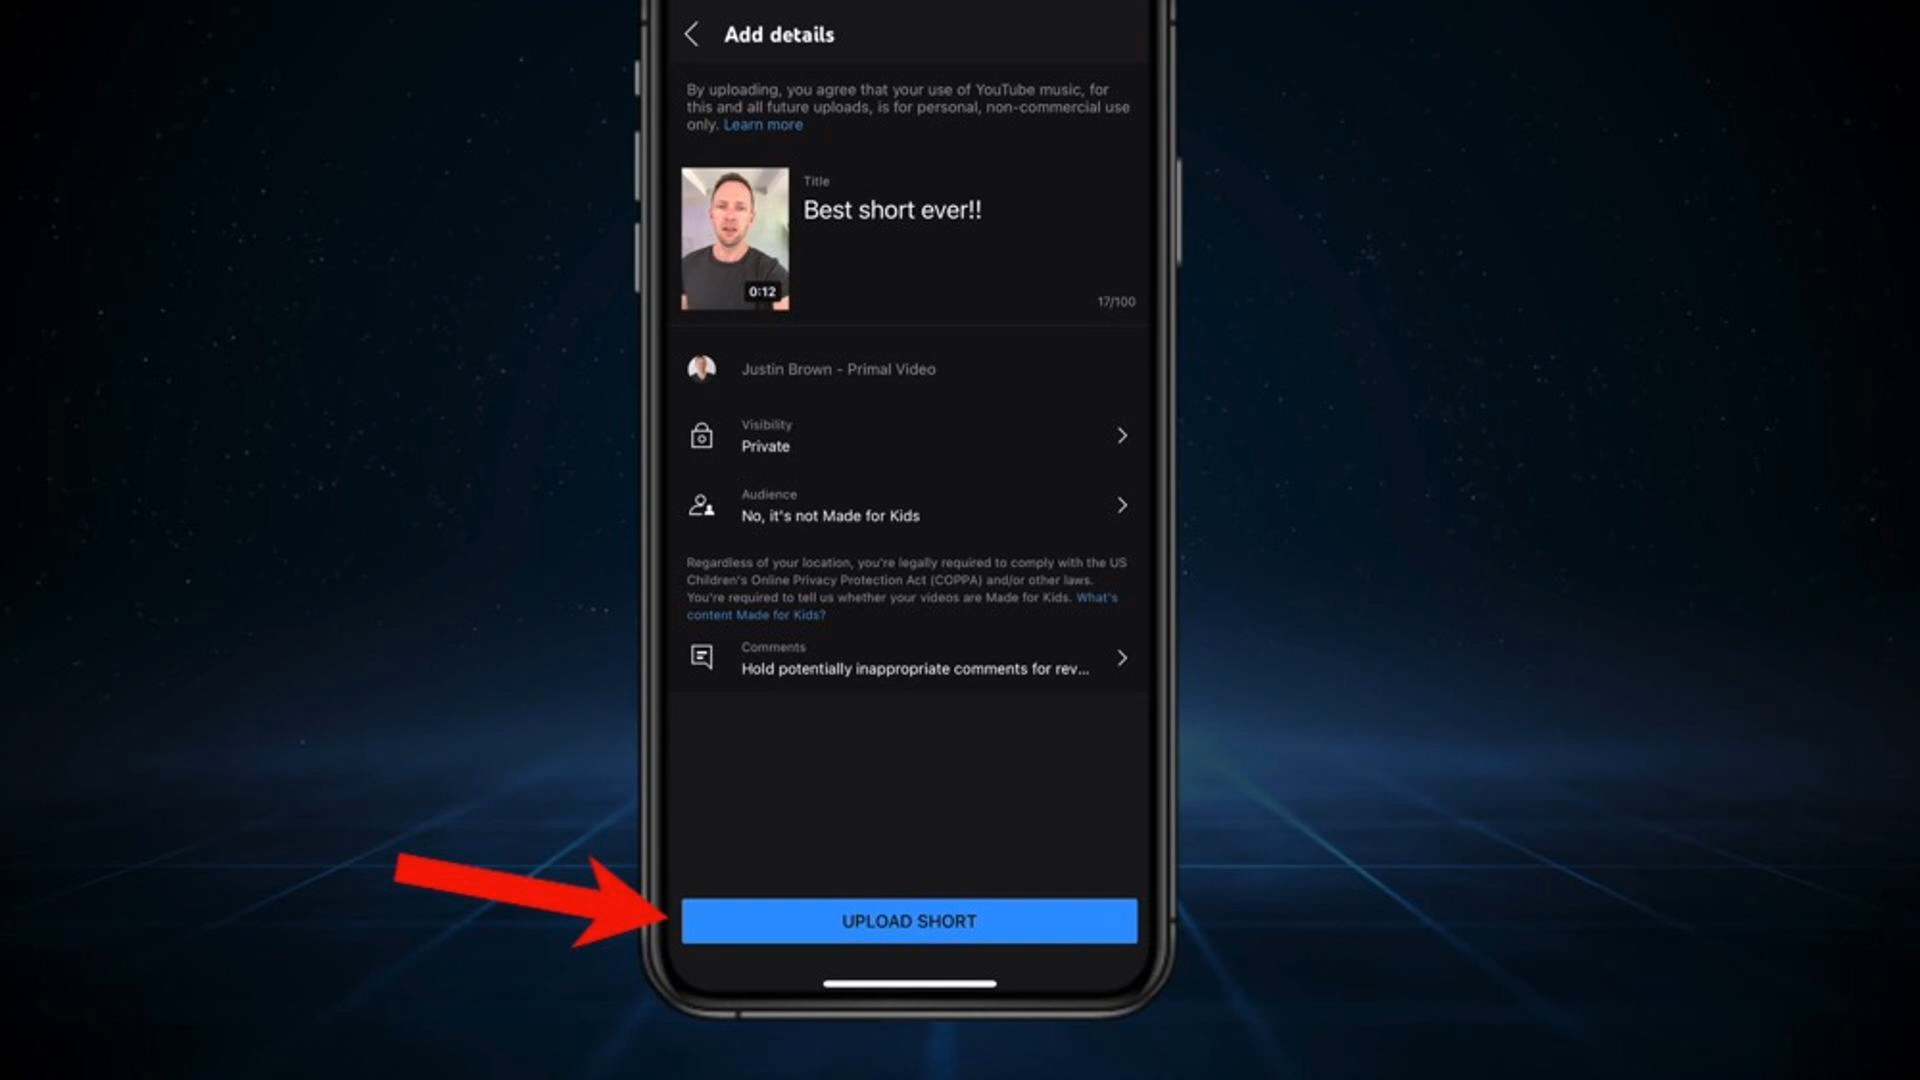 Add details
By uploading, you agree that your use of YouTube music, for
this and all future uploads, is for personal, non-commercial use
only. Learn more
Title
Best short ever!!
0:12
17/100
Justin Brown - Primal Video
Visibility
Private
Audience
No, it's not Made for Kids
Regardless of your location, you're legally required to comply with the US
Children's Online Privacy Protection Act (COPPA) and/or other laws.
You're required to tell us whether your videos are Made for Kids. What's
content Made for Kids?
Comments
Hold potentially inappropriate comments for rev...
UPLOAD SHORT